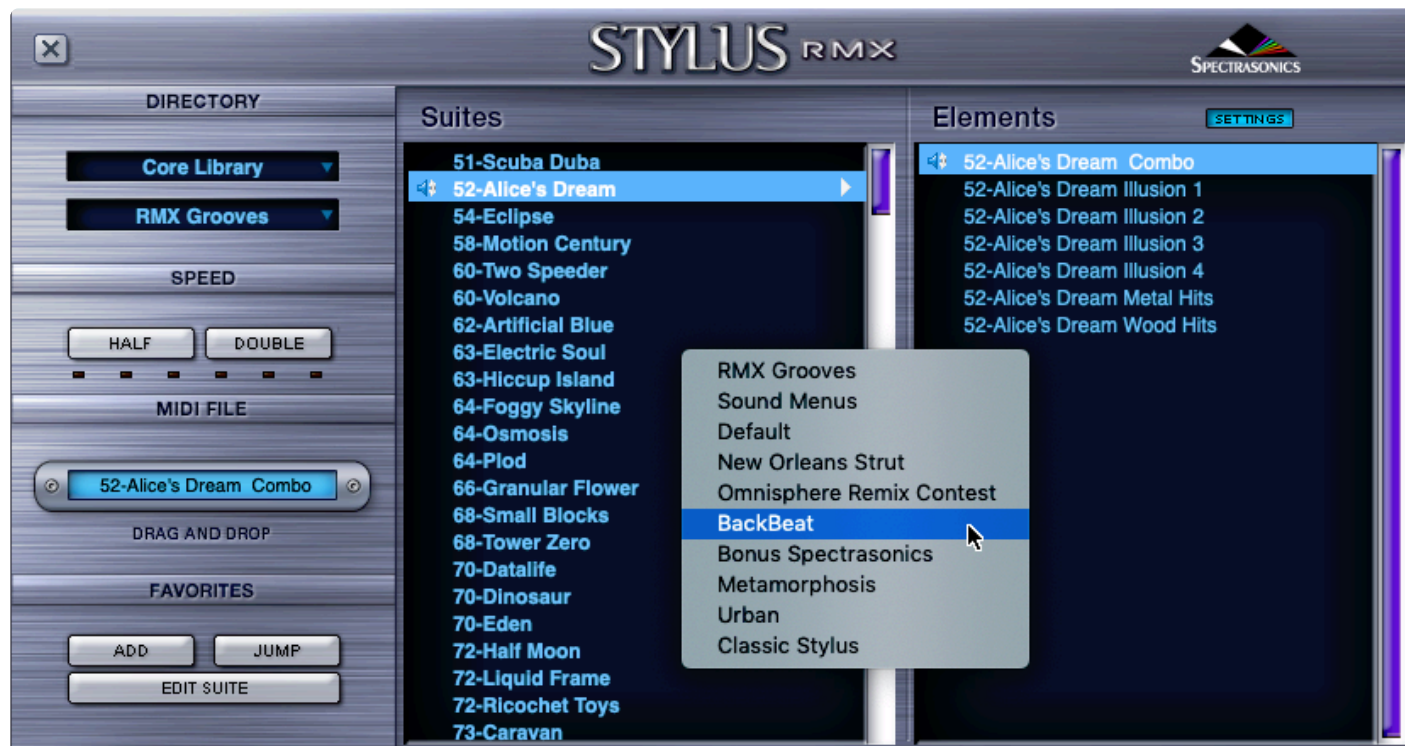 STYLUS RMX
SPECTRASONICS
DIRECTORY
Core Library
RMX Grooves
SPEED
HALF
DOUBLE
MIDI FILE
52-Alice's Dream Combo
DRAG AND DROP
FAVORITES
ADD
JUMP
EDIT SUITE
Suites
51-Scuba Duba
52-Alice's Dream
54-Eclipse
58-Motion Century
60-Two Speeder
60-Volcano
62-Artificial Blue
63-Electric Soul
63-Hiccup Island
64-Foggy Skyline
64-Osmosis
64-Plod
66-Granular Flower
68-Small Blocks
68-Tower Zero
70-Datalife
70-Dinosaur
70-Eden
72-Half Moon
72-Liquid Frame
72-Ricochet Toys
73-Caravan
RMX Grooves
Sound Menus
Default
New Orleans Strut
Omnisphere Remix Contest
BackBeat
Bonus Spectrasonics
Metamorphosis
Urban
Classic Stylus
Elements
SETTINGS
52-Alice's Dream Combo
52-Alice's Dream Illusion 1
52-Alice's Dream Illusion 2
52-Alice's Dream Illusion 3
52-Alice's Dream Illusion 4
52-Alice's Dream Metal Hits
52-Alice's Dream Wood Hits